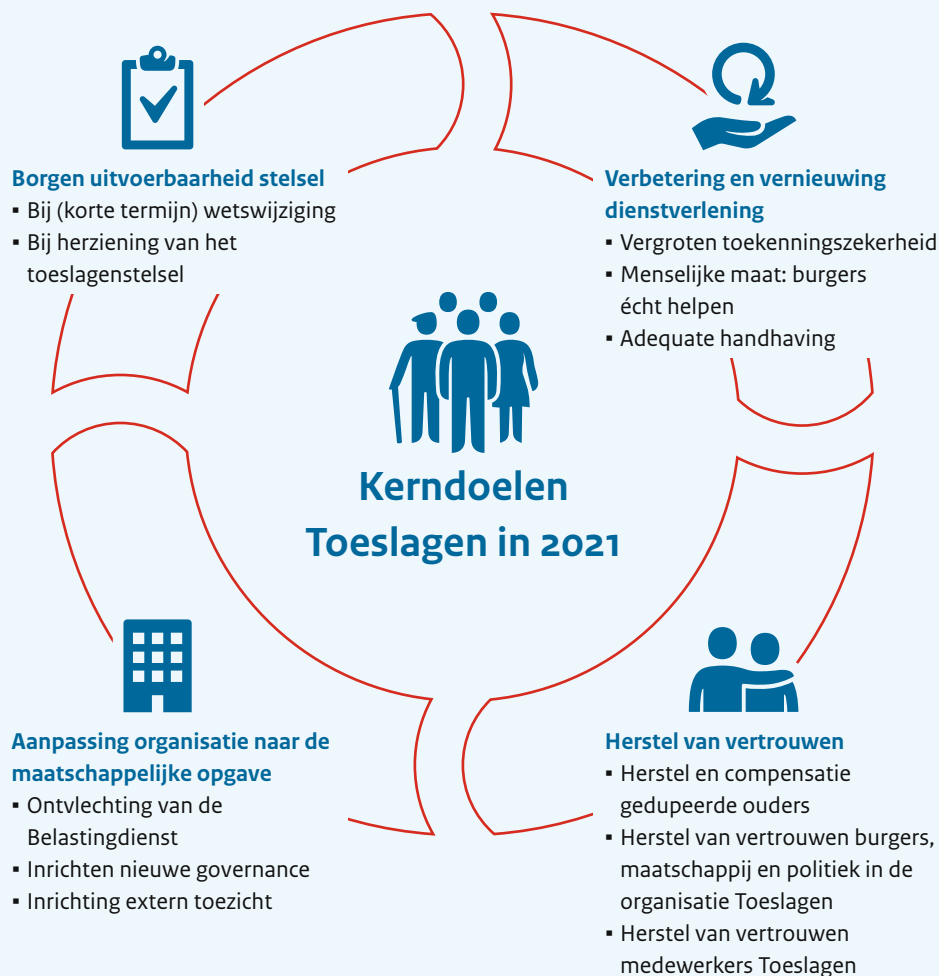 Borgen uitvoerbaarheid stelsel
▪ Bij (korte termijn) wetswijziging
▪ Bij herziening van het
toeslagenstelsel
Verbetering en vernieuwing
dienstverlening
▪ Vergroten toekenningszekerheid
▪ Menselijke maat: burgers
écht helpen
▪ Adequate handhaving
Kerndoelen
Toeslagen in 2021
Aanpassing organisatie naar de
maatschappelijke opgave
▪ Ontvlechting van de
Belastingdienst
▪ Inrichten nieuwe governance
▪ Inrichting extern toezicht
Herstel van vertrouwen
▪ Herstel en compensatie
gedupeerde ouders
▪ Herstel van vertrouwen burgers,
maatschappij en politiek in de
organisatie Toeslagen
▪ Herstel van vertrouwen
medewerkers Toeslagen